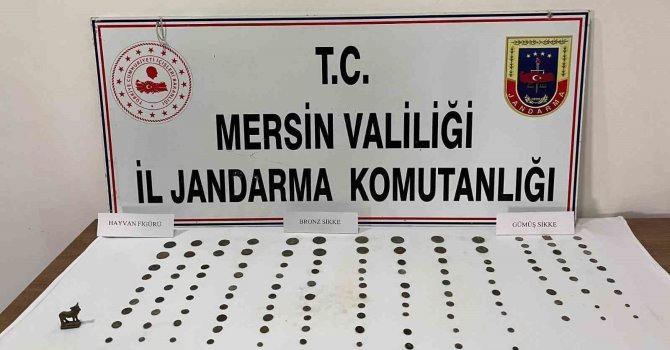 T.C.
MERSİN VALİLİĞİ
İL JANDARMA KOMUTANLIĞI
JANDARMA
HAYVAN FİGÜRÜ
BRONZ SİKKE
GÜMÜŞ SİKKE